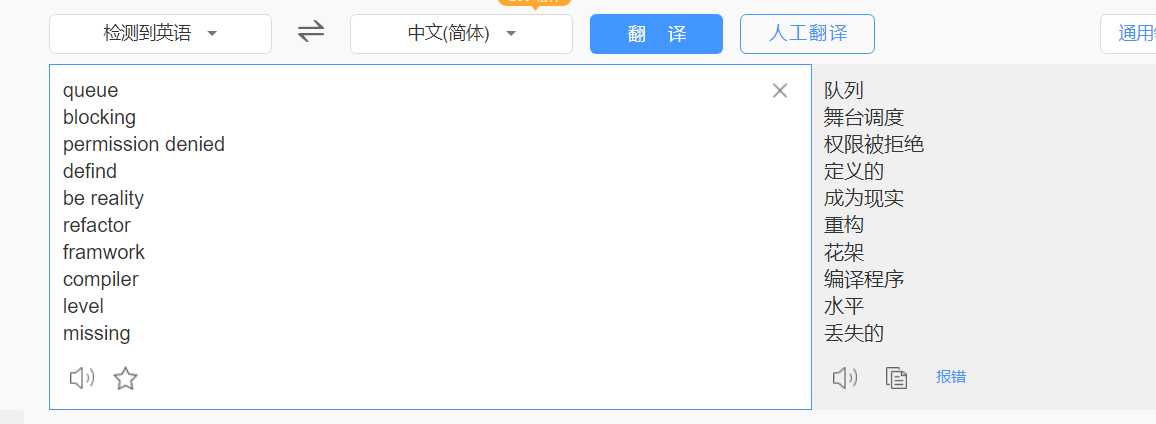 检测到英语
中文(简体)
翻 译
人工翻译
通用
queue
blocking
permission denied
defind
be reality
refactor
framwork
compiler
level
missing
队列
舞台调度
权限被拒绝
定义的
成为现实
重构
花架
编译程序
水平
丢失的
报错